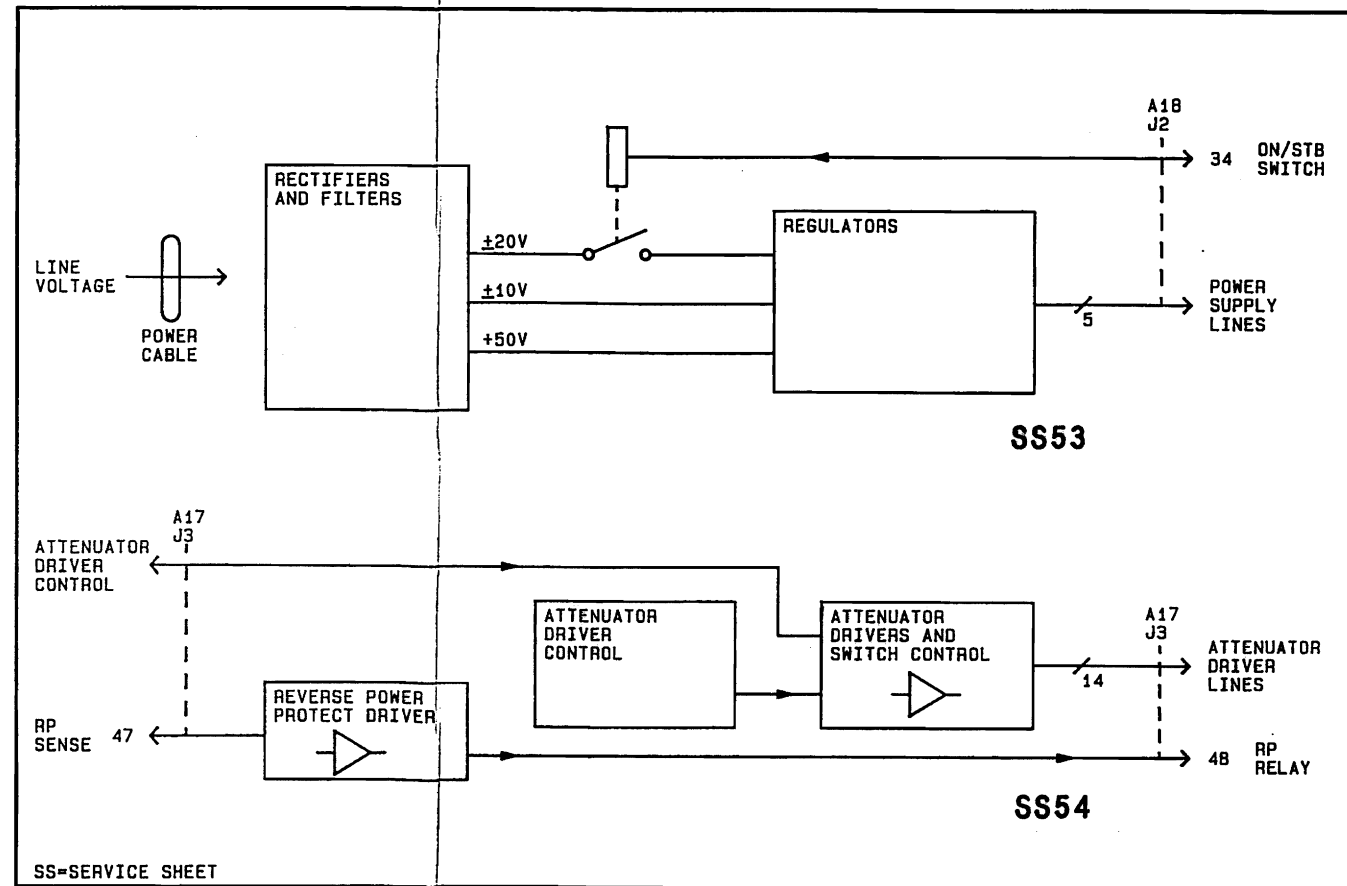 A18
J2
34 ON/STB
SWITCH
RECTIFIERS
AND FILTERS
REGULATORS
±20V
LINE
VOLTAGE
±10V
POWER
SUPPLY
LINES
5
POWER
CABLE
+50V
SS53
A17
J3
ATTENUATOR
DRIVER
CONTROL
ATTENUATOR
DRIVER
CONTROL
ATTENUATOR
DRIVERS AND
SWITCH CONTROL
A17
J3
ATTENUATOR
DRIVER
LINES
14
REVERSE POWER
PROTECT DRIVER
RP
SENSE 47
48 RP
RELAY
SS54
SS=SERVICE SHEET